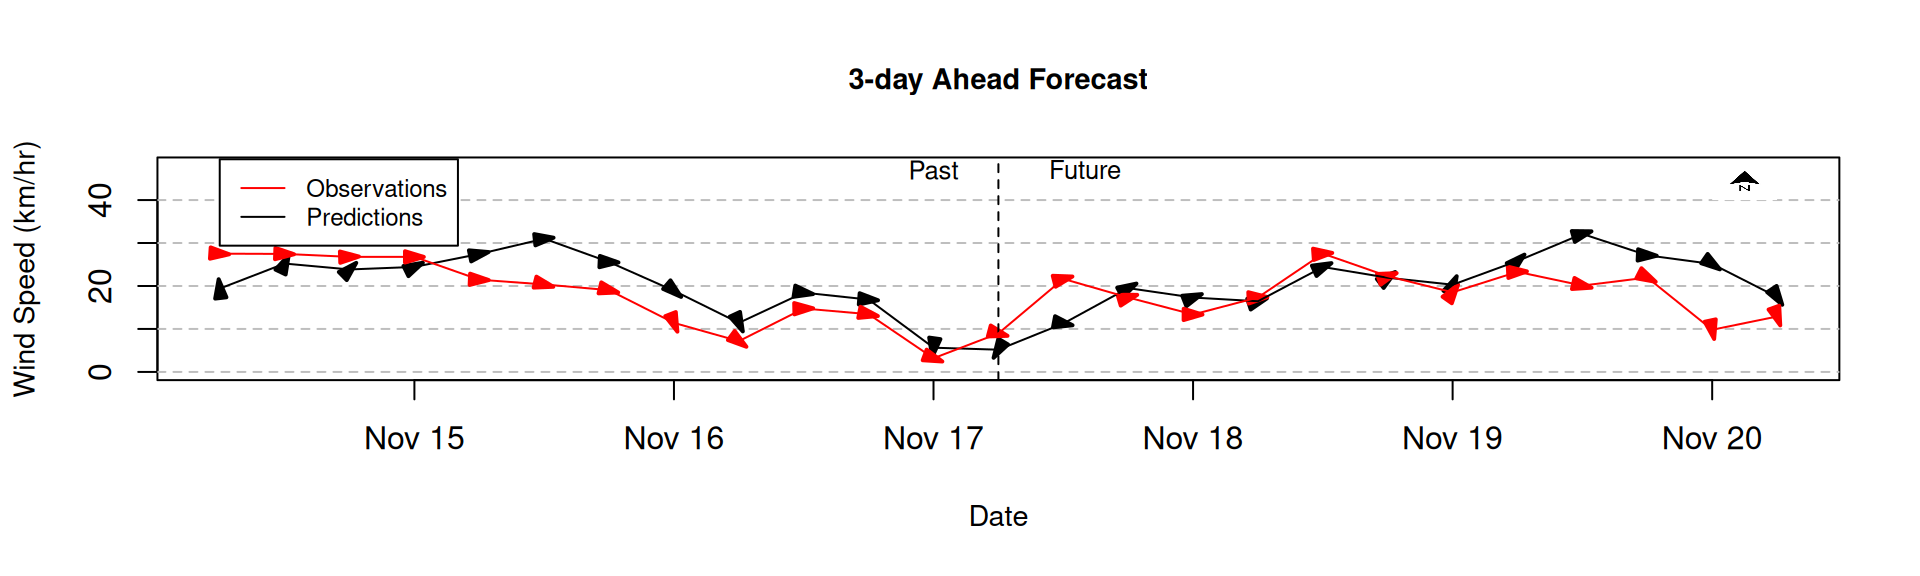 3-day Ahead Forecast
Wind Speed (km/hr)
Observations
Predictions
Past
Future
N
40
20
0
Nov 15
Nov 16
Nov 17
Nov 18
Nov 19
Nov 20
Date